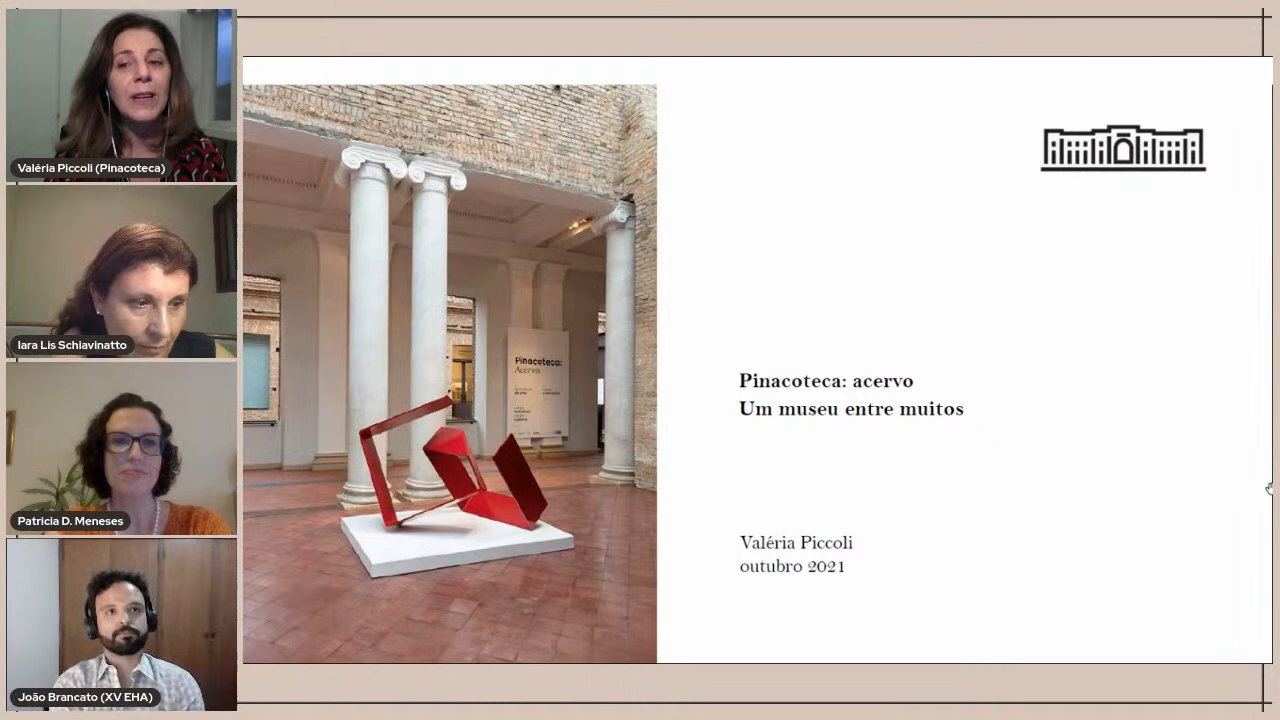 Valéria Piccoli (Pinacoteca)
Iara Lis Schiavinatto
Patricia D. Meneses
João Brancato (XV EHA)
Pinacoteca:
Acervo
Pinacoteca: acervo
Um museu entre muitos
Valéria Piccoli
outubro 2021